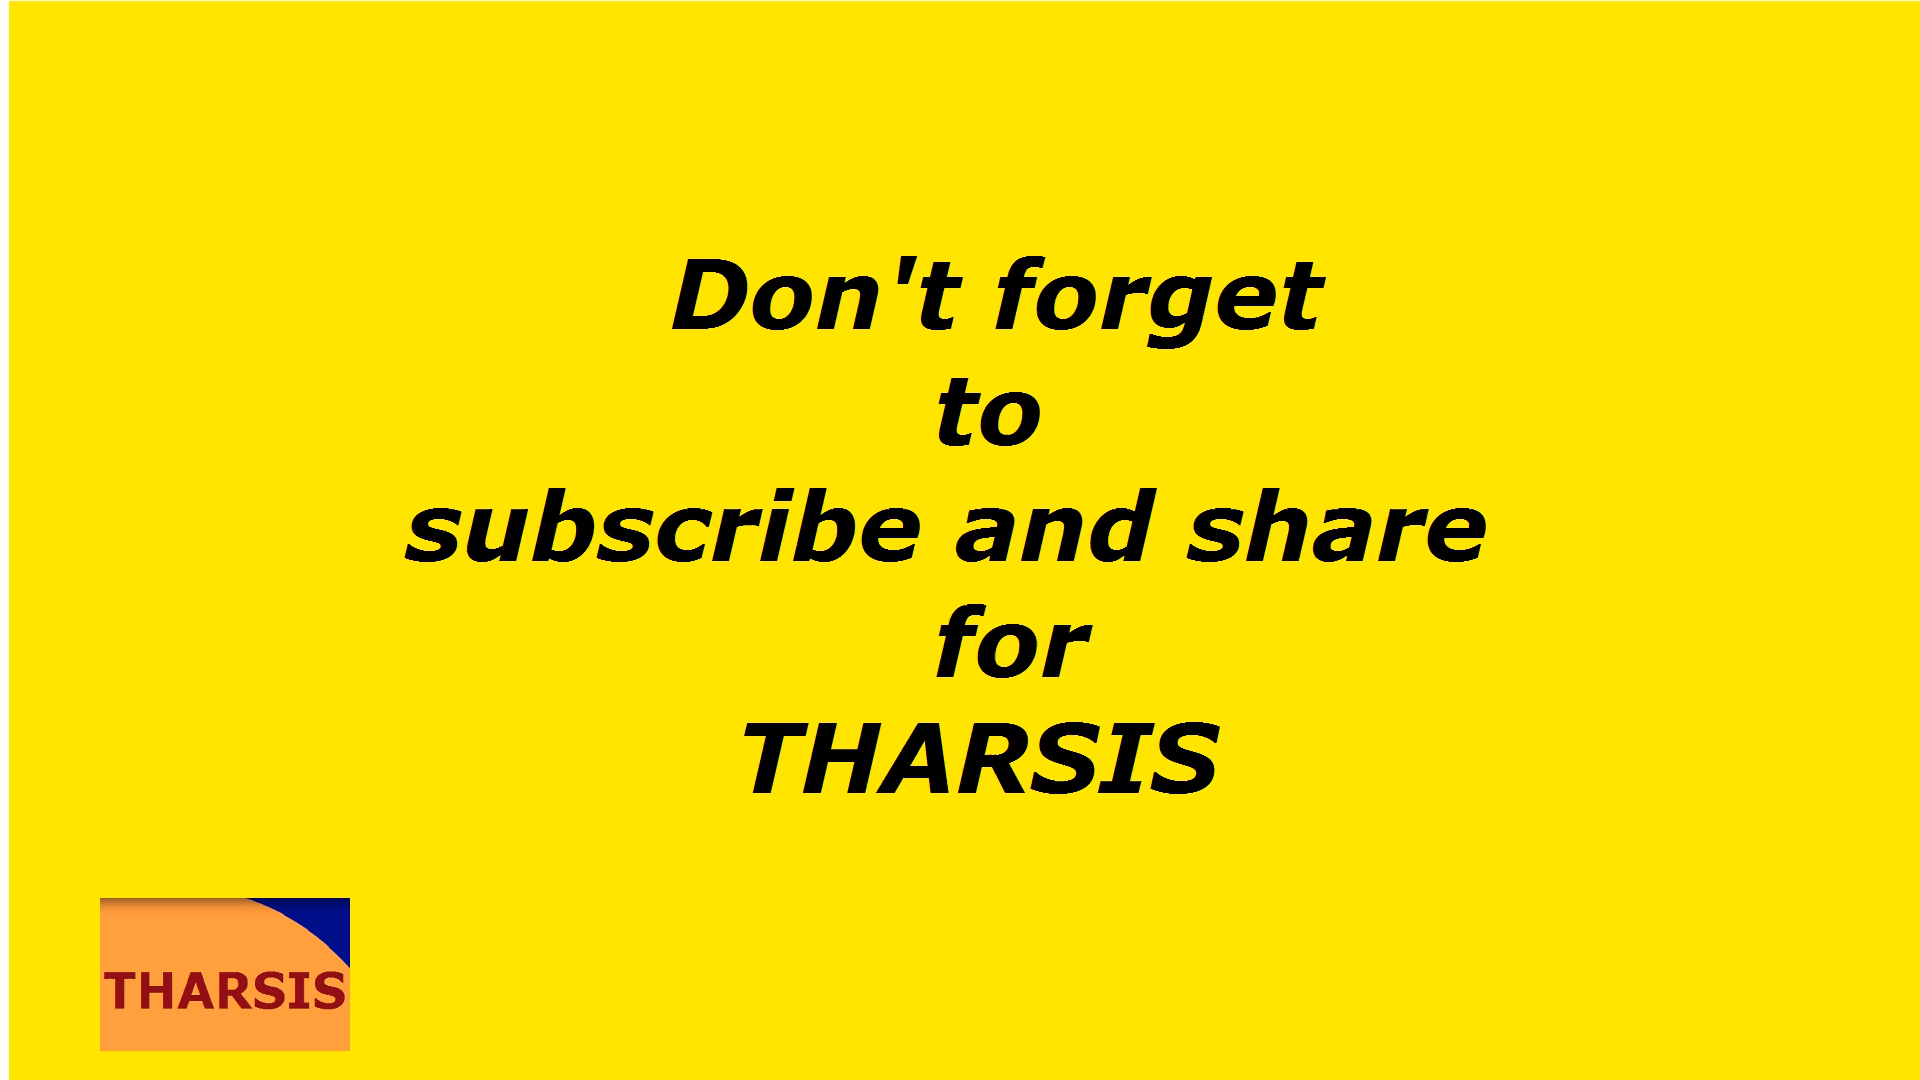 Don't forget
to
subscribe and share
for
THARSIS
THARSIS